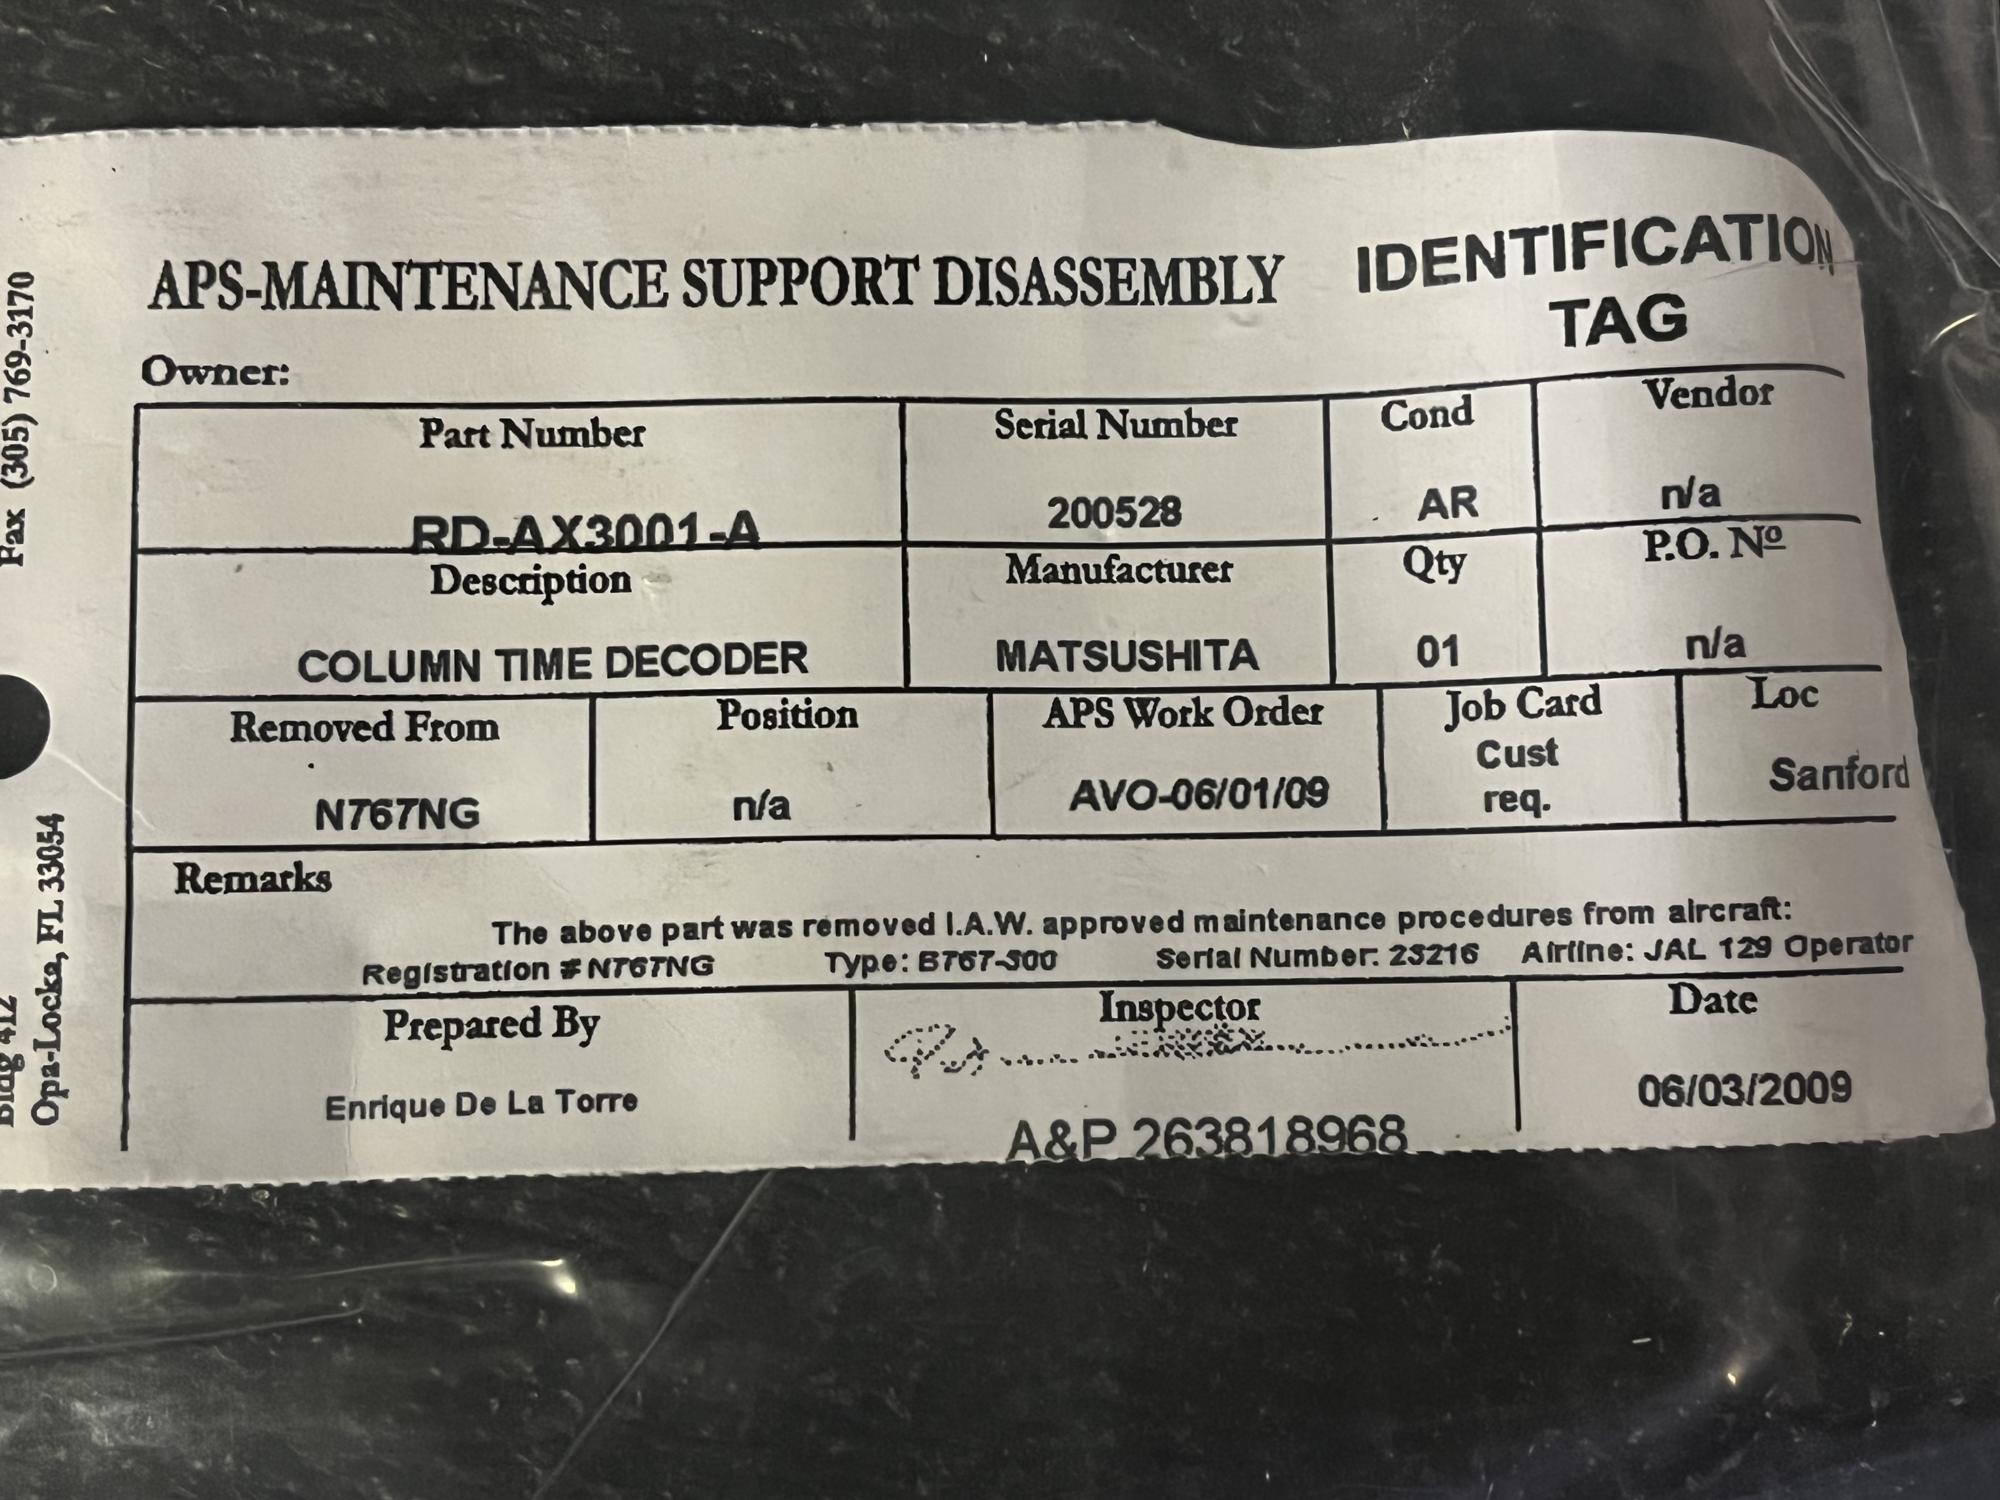 APS-MAINTENANCE SUPPORT DISASSEMBLY
IDENTIFICATION
TAG
Owner:
Part Number
RD-AX3001-A
Serial Number
200528
Cond
AR
Vendor
n/a
Description
COLUMN TIME DECODER
Manufacturer
MATSUSHITA
Qty
01
P.O. Nº
n/a
Removed From
N767NG
Position
n/a
APS Work Order
AVO-06/01/09
Job Card
Cust
req.
Loc
Sanford
Remarks
The above part was removed I.A.W. approved maintenance procedures from aircraft:
Registration # N767NG Type: B767-300 Serial Number: 23216 Airline: JAL 129 Operator
Prepared By
Enrique De La Torre
Inspector
A&P 263818968
Date
06/03/2009
Fax (305) 769-3170
Bldg 412
Opa-Locka, FL 33054